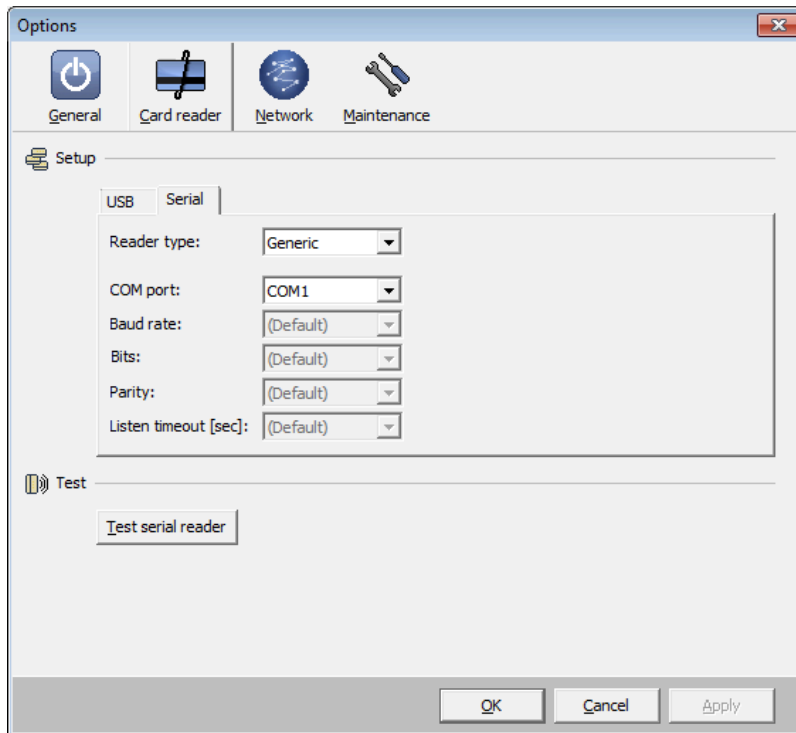 Options
General
Card reader
Network
Maintenance
Setup
USB
Serial
Reader type:
Generic
COM port:
COM1
Baud rate:
(Default)
Bits:
(Default)
Parity:
(Default)
Listen timeout [sec]:
(Default)
Test
Test serial reader
OK
Cancel
Apply